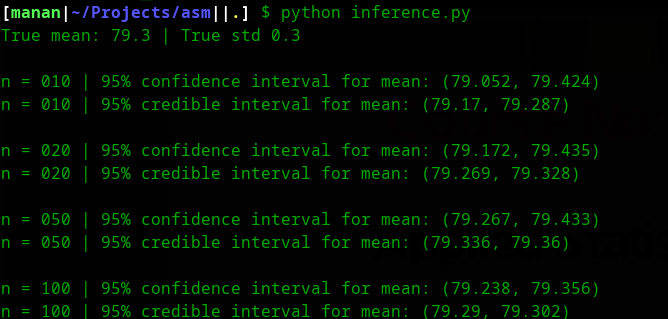 [manan|~/Projects/asm||.] $ python inference.py
True mean: 79.3 | True std 0.3
n = 010 | 95% confidence interval for mean: (79.052, 79.424)
n = 010 | 95% credible interval for mean: (79.17, 79.287)
n = 020 | 95% confidence interval for mean: (79.172, 79.435)
n = 020 | 95% credible interval for mean: (79.269, 79.328)
n = 050 | 95% confidence interval for mean: (79.267, 79.433)
n = 050 | 95% credible interval for mean: (79.336, 79.36)
n = 100 | 95% confidence interval for mean: (79.238, 79.356)
n = 100 | 95% credible interval for mean: (79.29, 79.302)